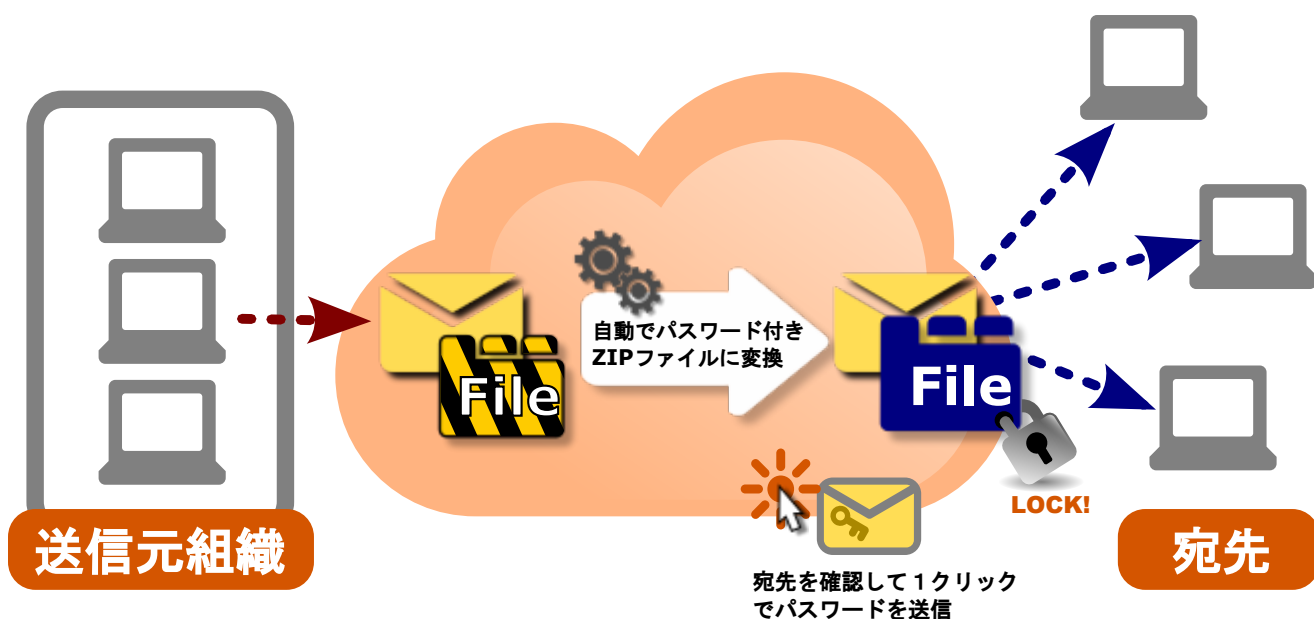 自動でパスワード付き
ZIPファイルに変換
File
File
LOCK!
送信元組織
宛先
宛先を確認して１クリック
でパスワードを送信